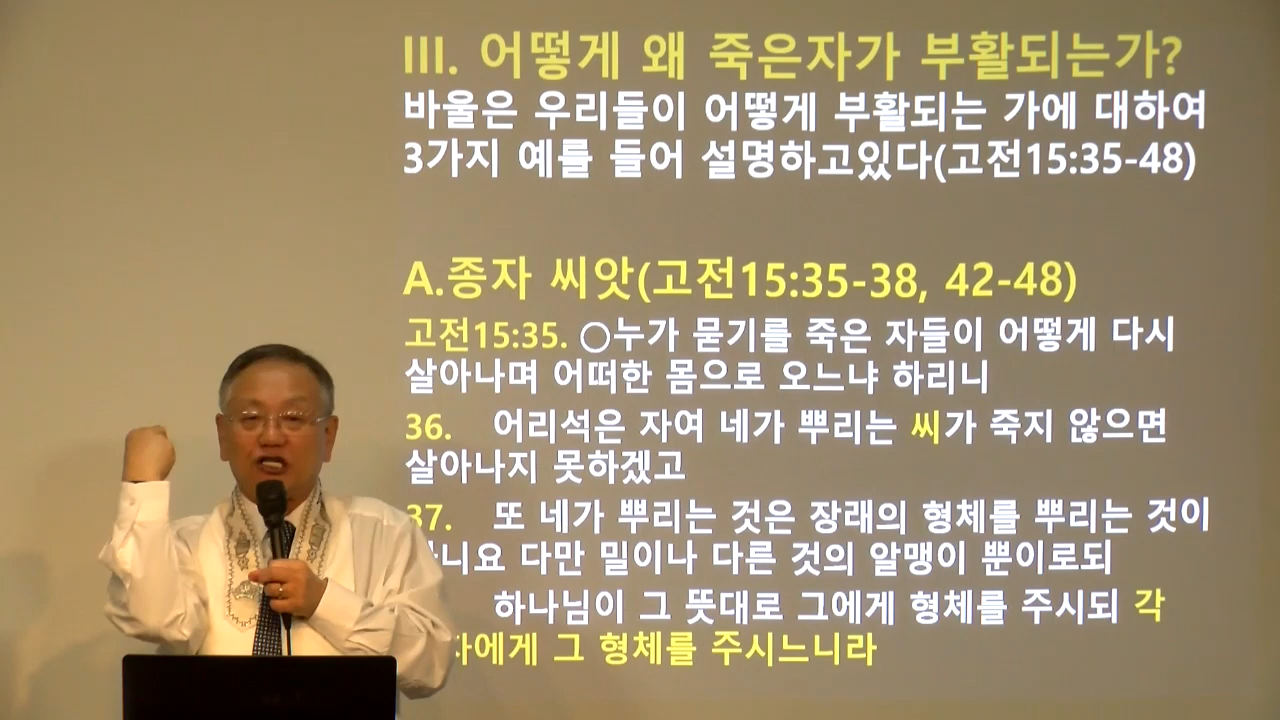 III. 어떻게 왜 죽은자가 부활되는가?
바울은 우리들이 어떻게 부활되는 가에 대하여
3가지 예를 들어 설명하고있다(고전15:35-48)
A.종자 씨앗(고전15:35-38, 42-48)
고전15:35. ○누가 묻기를 죽은 자들이 어떻게 다시
살아나며 어떠한 몸으로 오느냐 하리니
36. 어리석은 자여 네가 뿌리는 씨가 죽지 않으면
살아나지 못하겠고
37. 또 네가 뿌리는 것은 장래의 형체를 뿌리는 것이
니요 다만 밀이나 다른 것의 알맹이 뿐이로되
하나님이 그 뜻대로 그에게 형체를 주시되 각
자에게 그 형체를 주시느니라